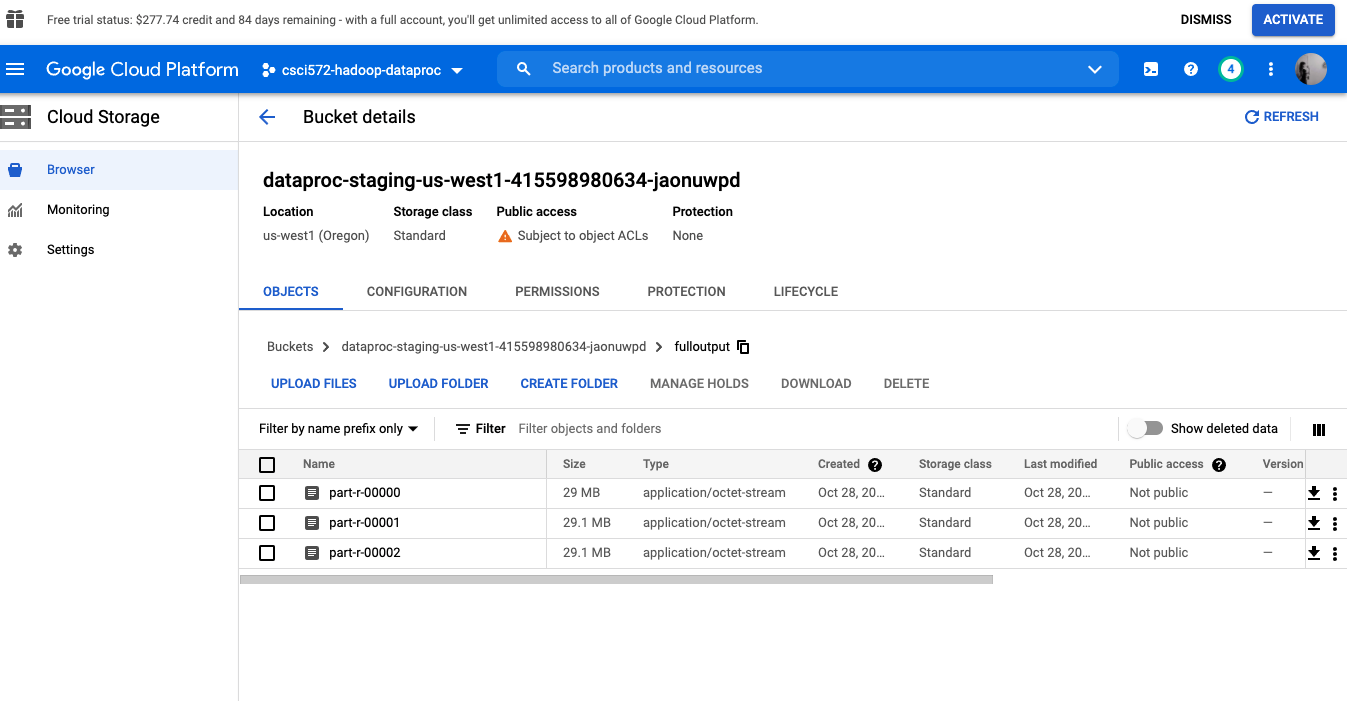 Free trial status: $277.74 credit and 84 days remaining - with a full account, you'll get unlimited access to all of Google Cloud Platform.
DISMISS
ACTIVATE
Google Cloud Platform
csci572-hadoop-dataproc
Search products and resources
4
Cloud Storage
Bucket details
REFRESH
Browser
Monitoring
Settings
dataproc-staging-us-west1-415598980634-jaonuwpd
Location Storage class Public access Protection
us-west1 (Oregon) Standard Subject to object ACLs None
OBJECTS CONFIGURATION PERMISSIONS PROTECTION LIFECYCLE
Buckets dataproc-staging-us-west1-415598980634-jaonuwpd fulloutput
UPLOAD FILES UPLOAD FOLDER CREATE FOLDER MANAGE HOLDS DOWNLOAD DELETE
Filter by name prefix only Filter Filter objects and folders Show deleted data
Name Size Type Created Storage class Last modified Public access Version
part-r-00000 29 MB application/octet-stream Oct 28, 20... Standard Oct 28, 20... Not public —
part-r-00001 29.1 MB application/octet-stream Oct 28, 20... Standard Oct 28, 20... Not public —
part-r-00002 29.1 MB application/octet-stream Oct 28, 20... Standard Oct 28, 20... Not public —